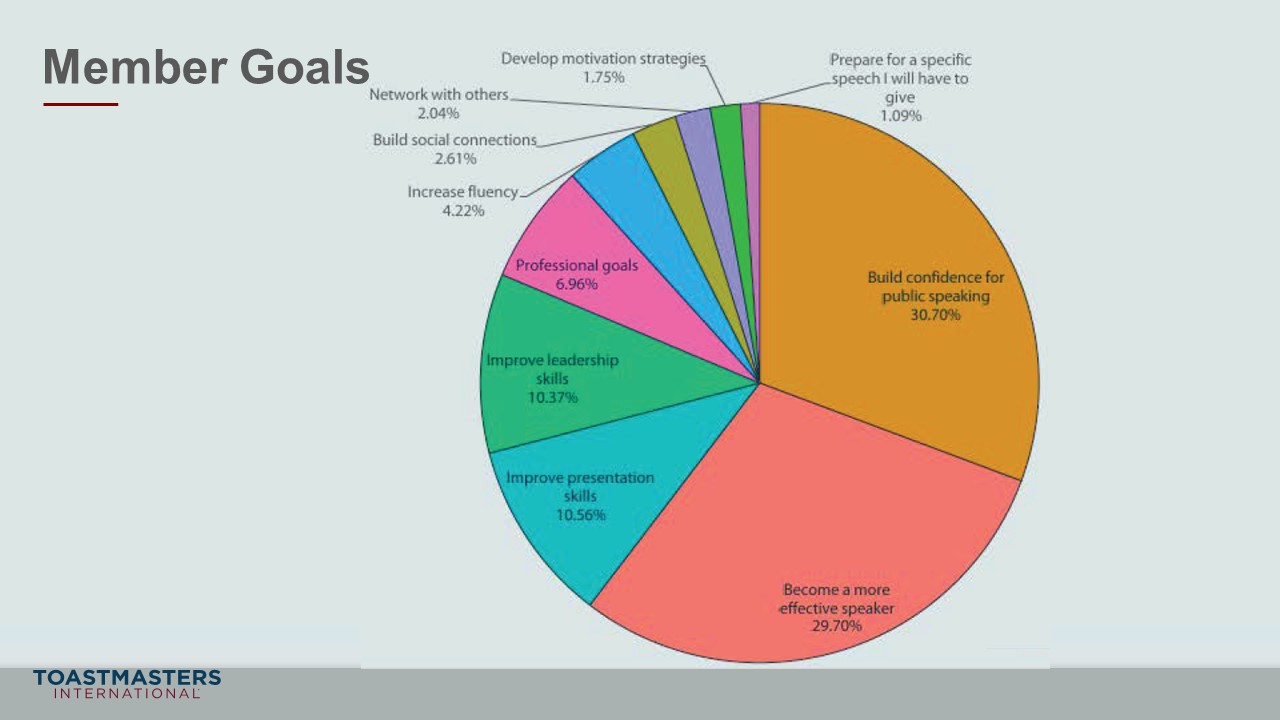 Member Goals
Develop motivation strategies
1.75%
Prepare for a specific
speech I will have to
give
1.09%
Network with others
2.04%
Build social connections
2.61%
Increase fluency
4.22%
Professional goals
6.96%
Build confidence for
public speaking
30.70%
Improve leadership
skills
10.37%
Improve presentation
skills
10.56%
Become a more
effective speaker
29.70%
TOASTMASTERS
INTERNATIONAL